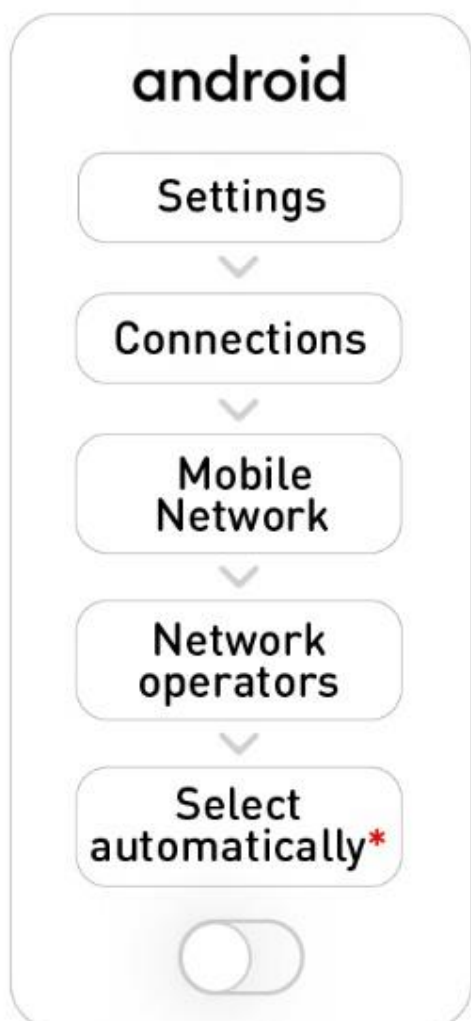 android
Settings
Connections
Mobile
Network
Network
operators
Select
automatically*